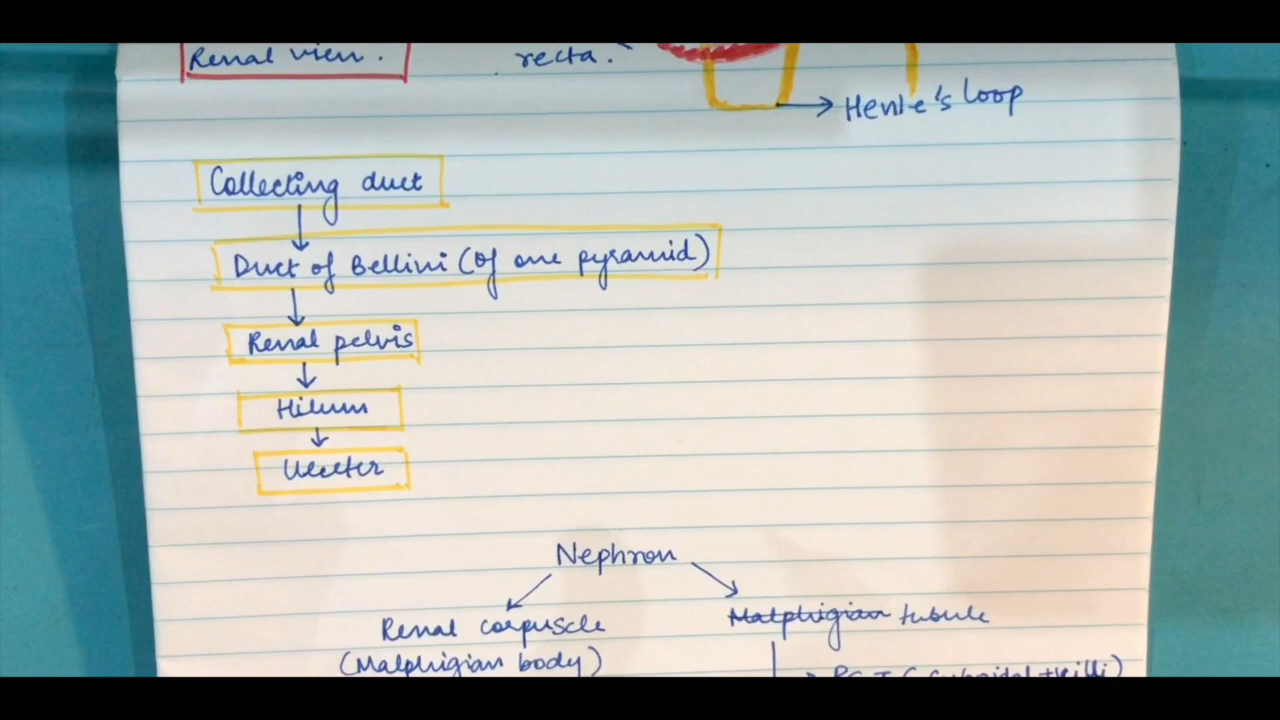 Renal vien.
recta.
Henle's loop
Collecting duct
Duct of Bellini (of one pyramid)
Renal pelvis
Hilum
Ureter
Nephron
Renal corpuscle
(Malphigian body)
Malphigian tubule